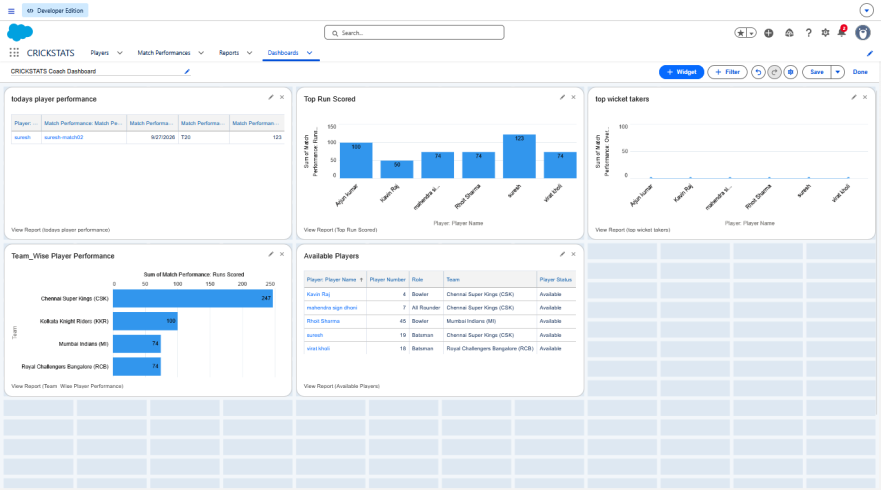 </> Developer Edition
Search...
2
CRICKSTATS
Players
Match Performances
Reports
Dashboards
CRICKSTATS Coach Dashboard
+ Widget
+ Filter
Save
Done
todays player performance
Player: ...
Match Performance: Match Pe...
Match Performa...
Match Performa...
Match Performan...
suresh
suresh-match02
9/27/2026
T20
123
View Report (todays player performance)
Top Run Scored
Sum of Match
Performance: Runs...
150
100
50
0
100
50
74
74
123
74
Arjun kumar
Kavin Raj
mahendra si...
Rhoit Sharma
suresh
virat kholi
Player: Player Name
View Report (Top Run Scored)
top wicket takers
Sum of Match
Performance: Over...
100
50
0
Arjun kumar
Kavin Raj
mahendra si...
Rhoit Sharma
suresh
virat kholi
Player: Player Name
View Report (top wicket takers)
Team_Wise Player Performance
Sum of Match Performance: Runs Scored
0
50
100
150
200
250
Team
Chennai Super Kings (CSK)
247
Kolkata Knight Riders (KKR)
100
Mumbai Indians (MI)
74
Royal Challengers Bangalore (RCB)
74
View Report (Team_Wise Player Performance)
Available Players
Player: Player Name ↑
Player Number
Role
Team
Player Status
Kavin Raj
4
Bowler
Chennai Super Kings (CSK)
Available
mahendra sign dhoni
7
All Rounder
Chennai Super Kings (CSK)
Available
Rhoit Sharma
45
Bowler
Mumbai Indians (MI)
Available
suresh
19
Batsman
Chennai Super Kings (CSK)
Available
virat kholi
18
Batsman
Royal Challengers Bangalore (RCB)
Available
View Report (Available Players)